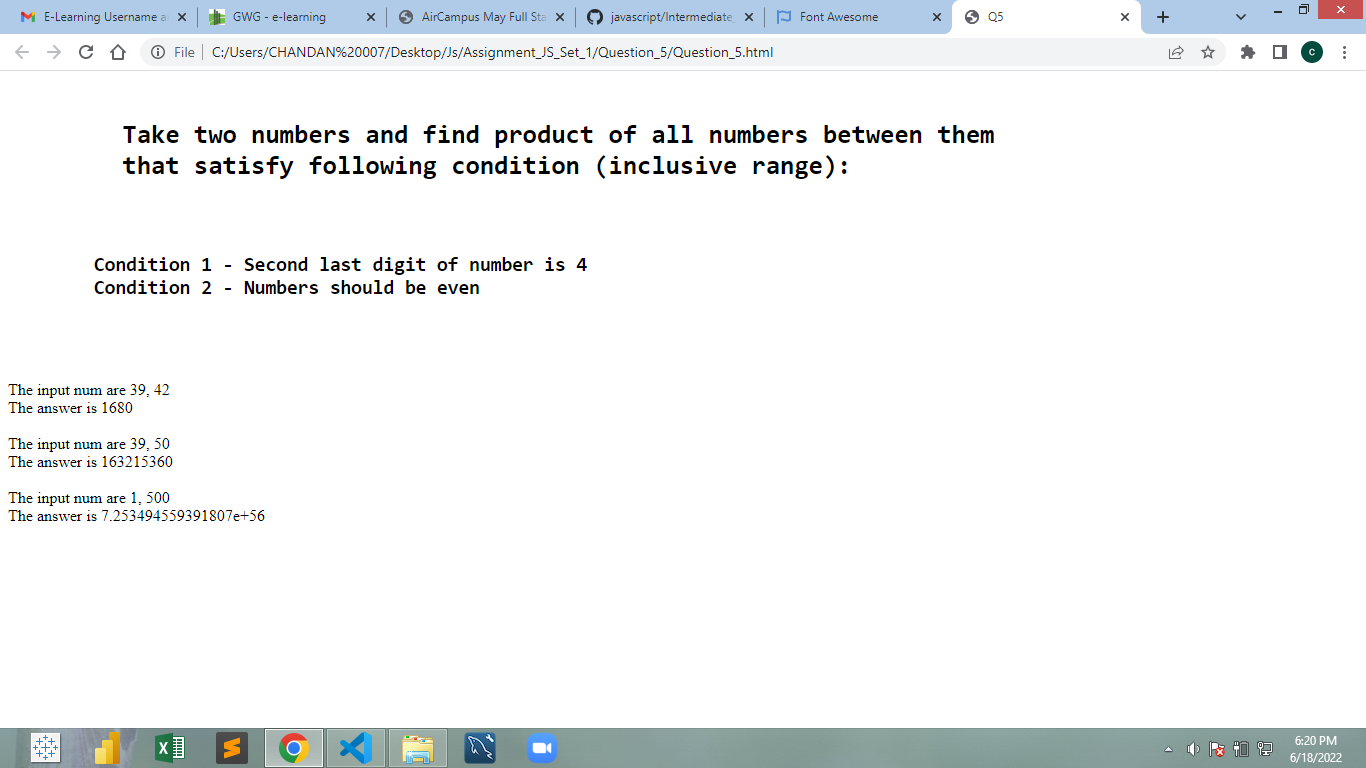 E-Learning Username a
GWG - e-learning
AirCampus May Full Sta
javascript/Intermediate_
Font Awesome
Q5
File
C:/Users/CHANDAN%20007/Desktop/Js/Assignment_JS_Set_1/Question_5/Question_5.html
c
Take two numbers and find product of all numbers between them
that satisfy following condition (inclusive range):
Condition 1 - Second last digit of number is 4
Condition 2 - Numbers should be even
The input num are 39, 42
The answer is 1680
The input num are 39, 50
The answer is 163215360
The input num are 1, 500
The answer is 7.253494559391807e+56
6:20 PM
6/18/2022